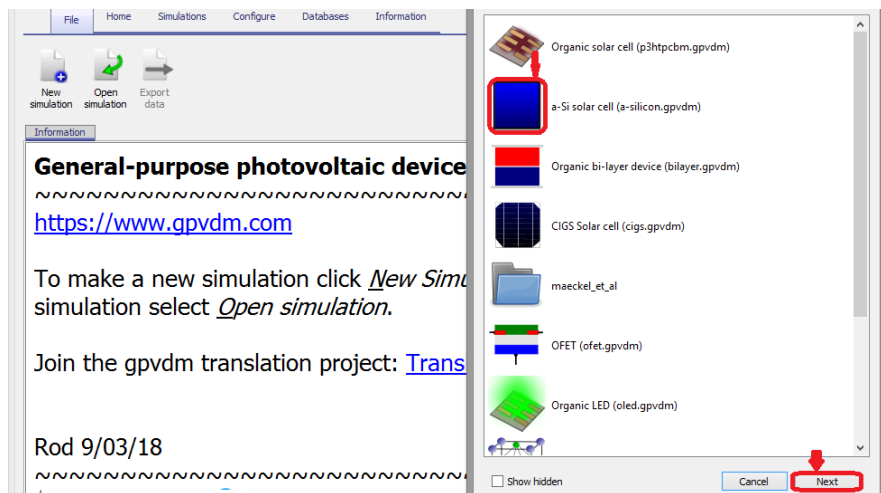 File Home Simulations Configure Databases Information
New simulation
Open simulation
Export data
Information
General-purpose photovoltaic device
~~~~~~~~~~~~~~~~~~~~~~~~~~
https://www.gpvdm.com
To make a new simulation click New Simu
simulation select Open simulation.
Join the gpvdm translation project: Trans
Rod 9/03/18
~~~~~~~~~~~~~~~~~~~~~~~~~~
Organic solar cell (p3htpcbm.gpvdm)
a-Si solar cell (a-silicon.gpvdm)
Organic bi-layer device (bilayer.gpvdm)
CIGS Solar cell (cigs.gpvdm)
maeckel_et_al
OFET (ofet.gpvdm)
Organic LED (oled.gpvdm)
Show hidden Cancel Next